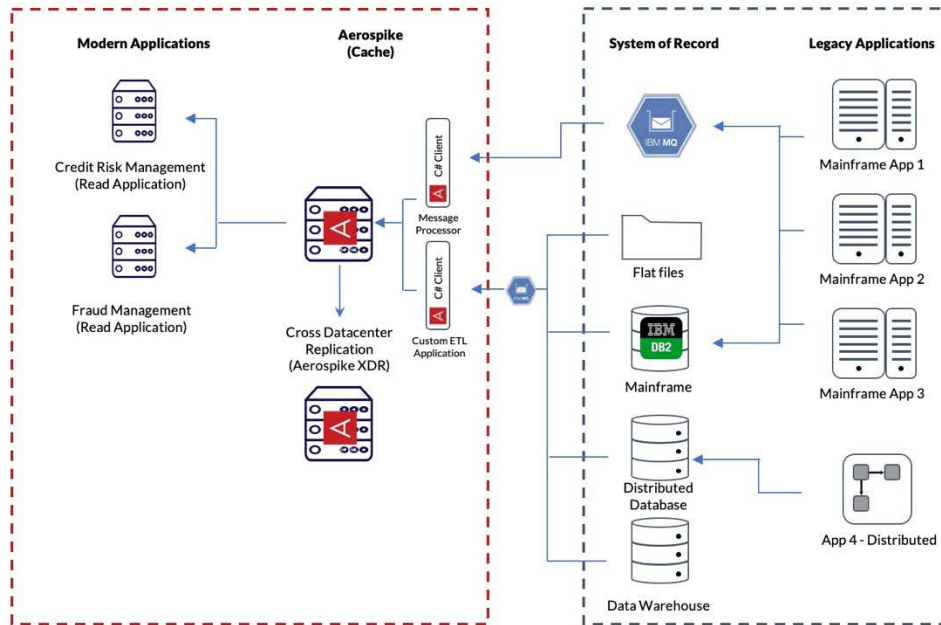 Modern Applications
Aerospike
(Cache)
System of Record
Legacy Applications
Credit Risk Management
(Read Application)
Fraud Management
(Read Application)
A
Cross Datacenter
Replication
(Aerospike XDR)
A
C# Client
A
Message
Processor
C# Client
A
Custom ETL
Application
IBM MQ
IBM MQ
Flat files
IBM
DB2
Mainframe
Distributed
Database
Data Warehouse
Mainframe App 1
Mainframe App 2
Mainframe App 3
App 4 - Distributed